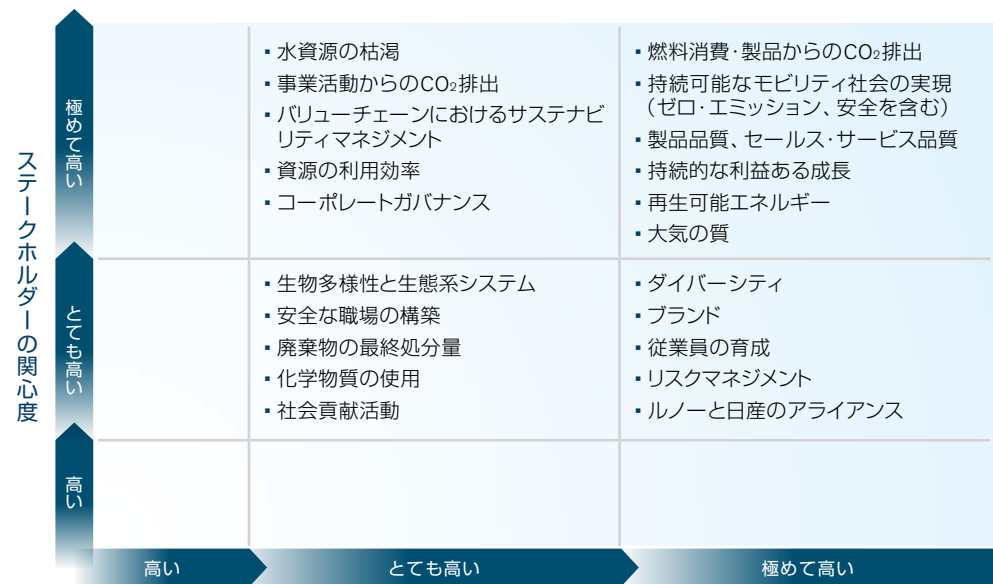 ステークホルダーの関心度
極めて高い
とても高い
高い
▪水資源の枯渇
▪事業活動からのCO₂排出
▪バリューチェーンにおけるサステナビ
リティマネジメント
▪資源の利用効率
▪コーポレートガバナンス
▪燃料消費・製品からのCO₂排出
▪持続可能なモビリティ社会の実現
（ゼロ・エミッション、安全を含む）
▪製品品質、セールス・サービス品質
▪持続的な利益ある成長
▪再生可能エネルギー
▪大気の質
▪生物多様性と生態系システム
▪安全な職場の構築
▪廃棄物の最終処分量
▪化学物質の使用
▪社会貢献活動
▪ダイバーシティ
▪ブランド
▪従業員の育成
▪リスクマネジメント
▪ルノーと日産のアライアンス
高い
とても高い
極めて高い